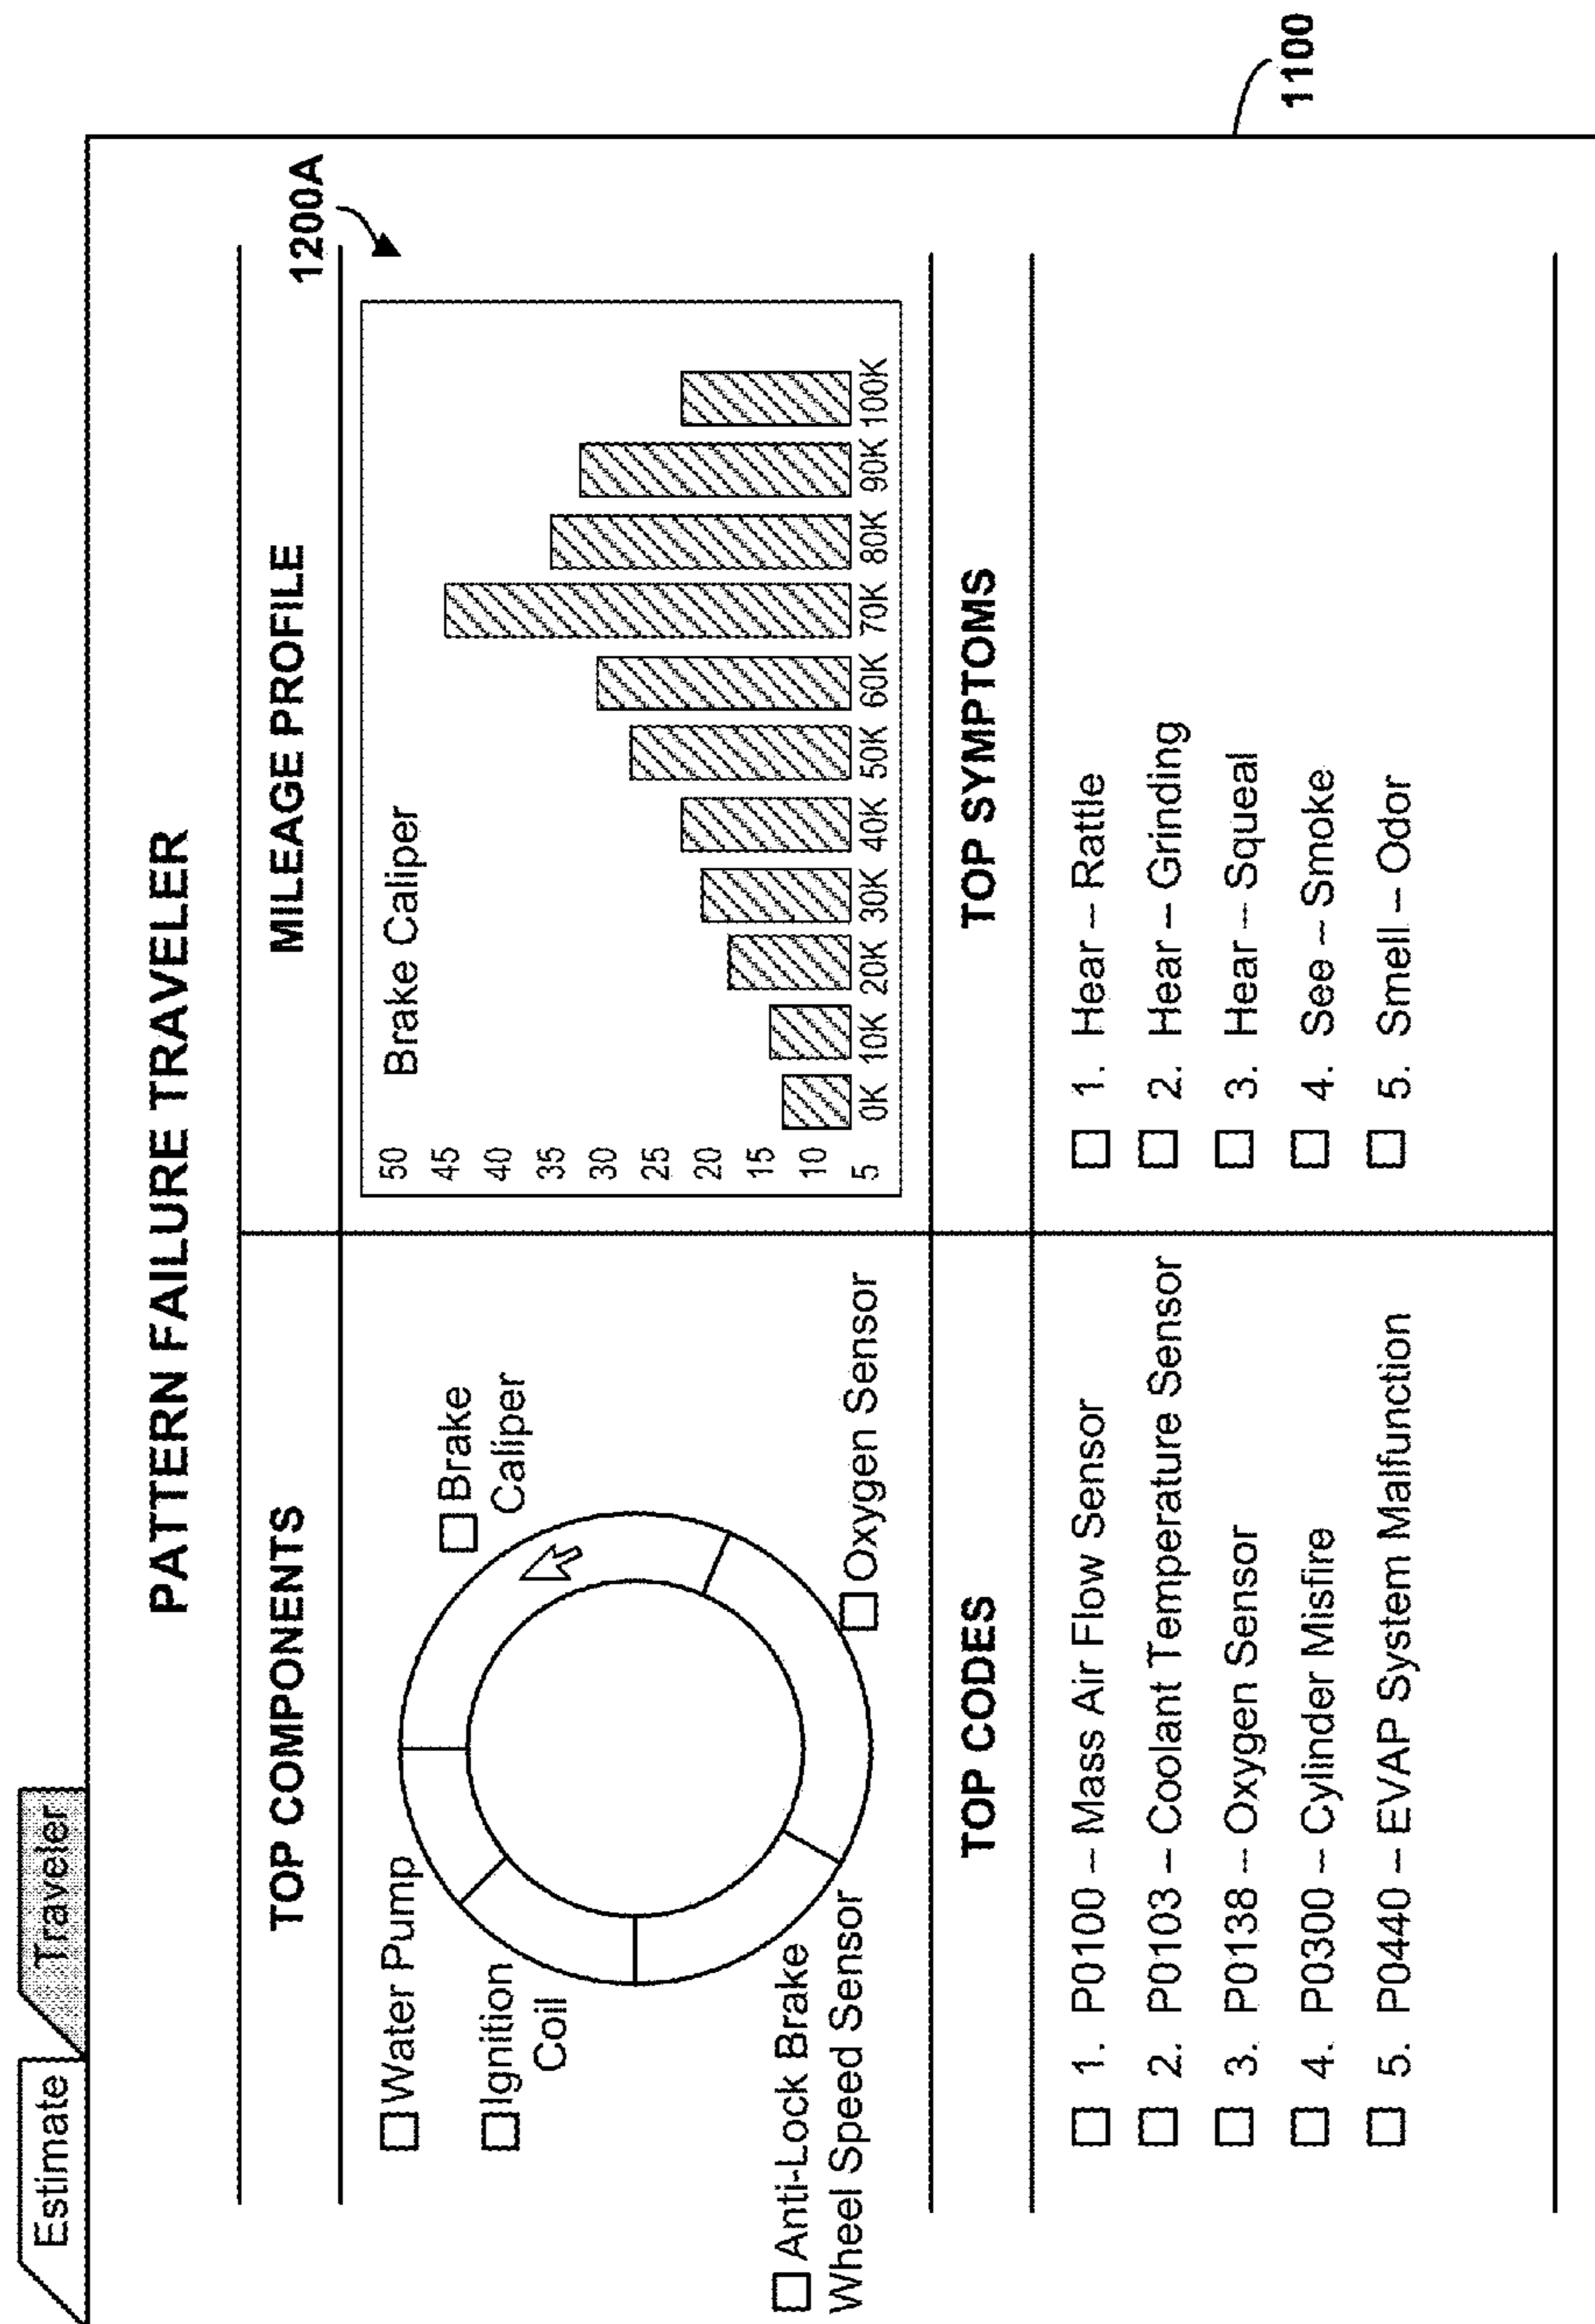 Estimate
Traveler
PATTERN FAILURE TRAVELER
TOP COMPONENTS
Water Pump
Ignition
Coil
Anti-Lock Brake
Wheel Speed Sensor
Brake
Caliper
Oxygen Sensor
MILEAGE PROFILE
1200A
Brake Caliper
50
45
40
35
30
25
20
15
10
5
0K 10K 20K 30K 40K 50K 60K 70K 80K 90K 100K
TOP CODES
1. P0100 -- Mass Air Flow Sensor
2. P0103 -- Coolant Temperature Sensor
3. P0138 -- Oxygen Sensor
4. P0300 -- Cylinder Misfire
5. P0440 -- EVAP System Malfunction
TOP SYMPTOMS
1. Hear -- Rattle
2. Hear -- Grinding
3. Hear -- Squeal
4. See -- Smoke
5. Smell -- Odor
1100